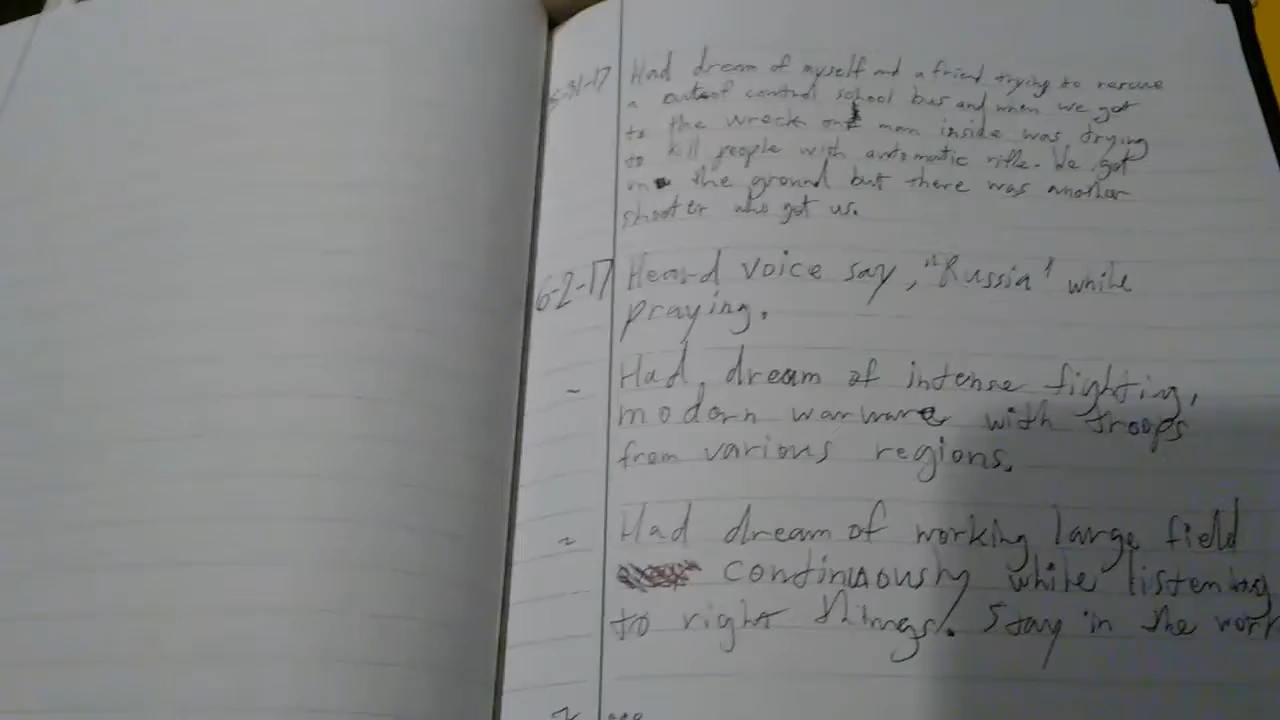 5-31-17 Had dream of myself and a friend trying to rescue
a out of control school bus and when we got
to the wreck one man inside was trying
to kill people with automatic rifle. We got
on the ground but there was another
shooter who got us.
6-2-17 Heard voice say, "Russia" while
praying.
~ Had dream of intense fighting,
modorn warware with troops
from various regions.
~ Had dream of working large field
continuously while listening
to right things. Stay in the work